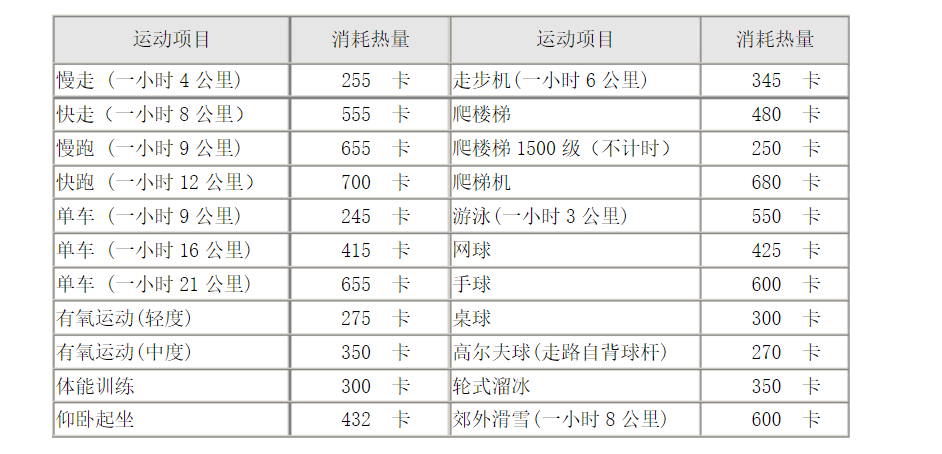 运动项目 消耗热量 运动项目 消耗热量
慢走 (一小时 4 公里) 255 卡 走步机(一小时 6 公里) 345 卡
快走（一小时 8 公里） 555 卡 爬楼梯 480 卡
慢跑 (一小时 9 公里) 655 卡 爬楼梯 1500 级（不计时） 250 卡
快跑 (一小时 12 公里） 700 卡 爬梯机 680 卡
单车 (一小时 9 公里) 245 卡 游泳(一小时 3 公里) 550 卡
单车 (一小时 16 公里) 415 卡 网球 425 卡
单车 (一小时 21 公里) 655 卡 手球 600 卡
有氧运动(轻度) 275 卡 桌球 300 卡
有氧运动(中度) 350 卡 高尔夫球(走路自背球杆) 270 卡
体能训练 300 卡 轮式溜冰 350 卡
仰卧起坐 432 卡 郊外滑雪(一小时 8 公里) 600 卡